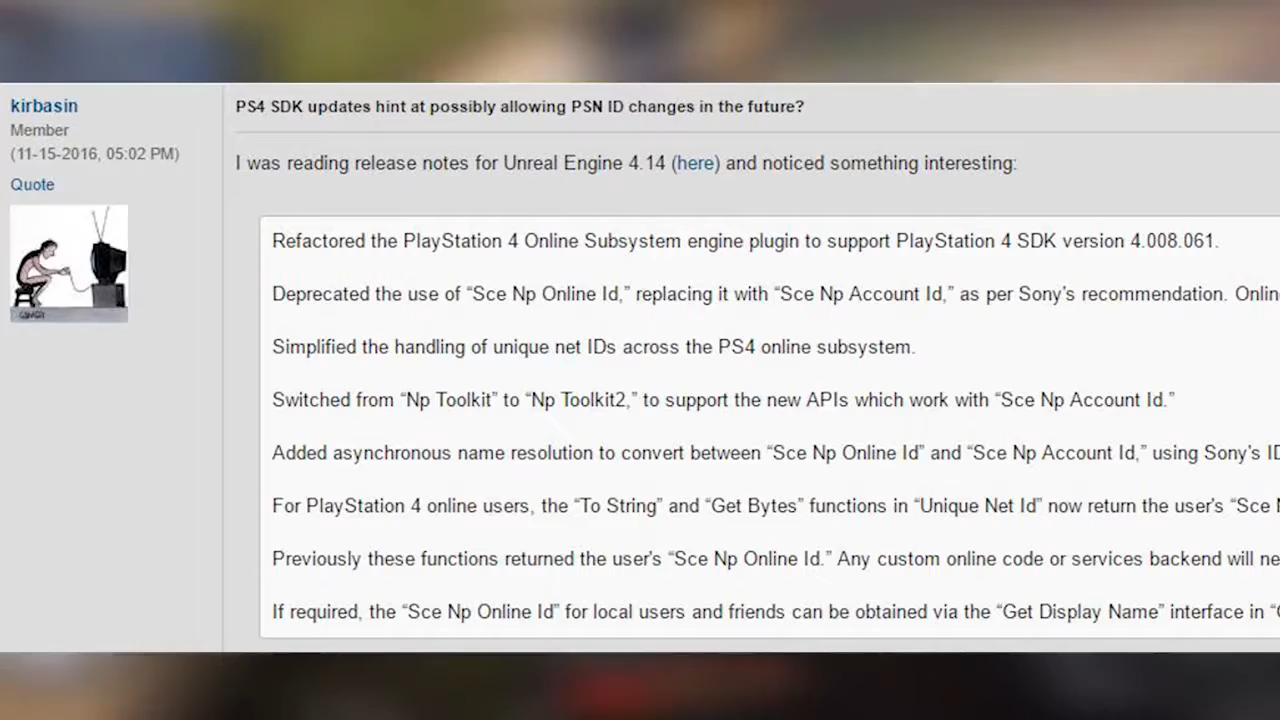 kirbasin
Member
(11-15-2016, 05:02 PM)
Quote
PS4 SDK updates hint at possibly allowing PSN ID changes in the future?
I was reading release notes for Unreal Engine 4.14 (here) and noticed something interesting:
Refactored the PlayStation 4 Online Subsystem engine plugin to support PlayStation 4 SDK version 4.008.061.
Deprecated the use of “Sce Np Online Id,” replacing it with “Sce Np Account Id,” as per Sony’s recommendation. Onlin
Simplified the handling of unique net IDs across the PS4 online subsystem.
Switched from “Np Toolkit” to “Np Toolkit2,” to support the new APIs which work with “Sce Np Account Id.”
Added asynchronous name resolution to convert between “Sce Np Online Id” and “Sce Np Account Id,” using Sony’s ID
For PlayStation 4 online users, the “To String” and “Get Bytes” functions in “Unique Net Id” now return the user’s “Sce
Previously these functions returned the user’s “Sce Np Online Id.” Any custom online code or services backend will ne
If required, the “Sce Np Online Id” for local users and friends can be obtained via the “Get Display Name” interface in